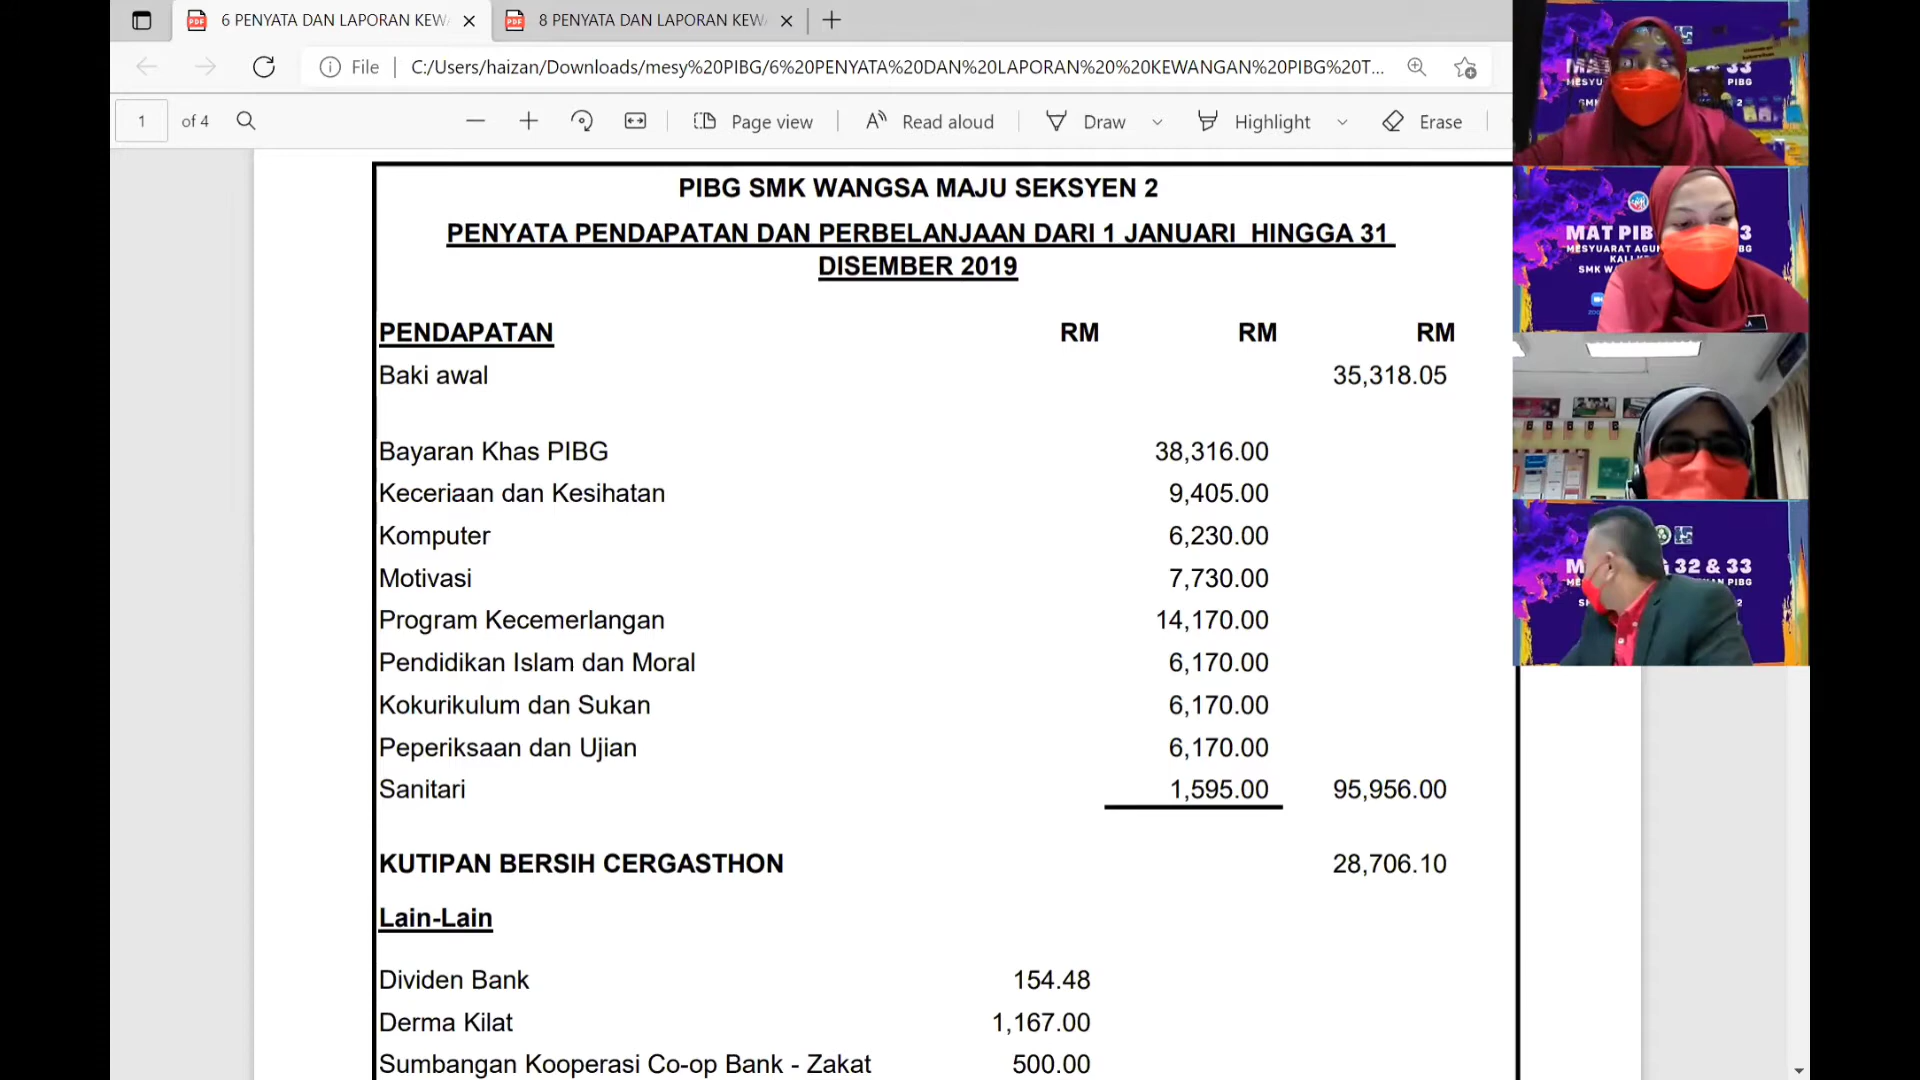 6 PENYATA DAN LAPORAN KEW
8 PENYATA DAN LAPORAN KEW
File
C:/Users/haizan/Downloads/mesy%20PIBG/6%20PENYATA%20DAN%20LAPORAN%20%20KEWANGAN%20PIBG%20T...
1 of 4
Page view
Read aloud
Draw
Highlight
Erase
PIBG SMK WANGSA MAJU SEKSYEN 2
PENYATA PENDAPATAN DAN PERBELANJAAN DARI 1 JANUARI HINGGA 31
DISEMBER 2019
PENDAPATAN RM RM RM
Baki awal 35,318.05
Bayaran Khas PIBG 38,316.00
Keceriaan dan Kesihatan 9,405.00
Komputer 6,230.00
Motivasi 7,730.00
Program Kecemerlangan 14,170.00
Pendidikan Islam dan Moral 6,170.00
Kokurikulum dan Sukan 6,170.00
Peperiksaan dan Ujian 6,170.00
Sanitari 1,595.00 95,956.00
KUTIPAN BERSIH CERGASTHON 28,706.10
Lain-Lain
Dividen Bank 154.48
Derma Kilat 1,167.00
Sumbangan Kooperasi Co-op Bank - Zakat 500.00
PIBG
MAT PIB
MESYUARAT AGU
SMK W
32 & 33
PIBG